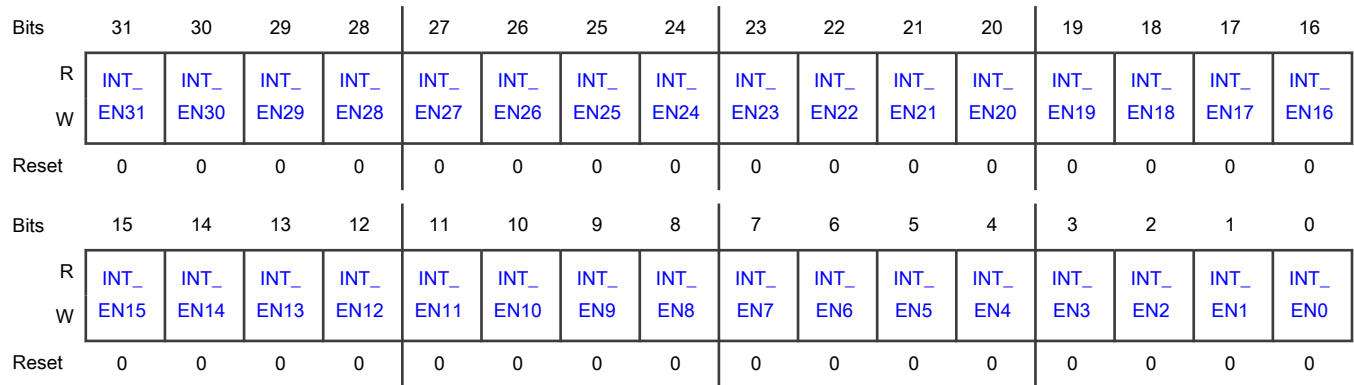 Bits 31 30 29 28 27 26 25 24 23 22 21 20 19 18 17 16
R INT_ INT_ INT_ INT_ INT_ INT_ INT_ INT_ INT_ INT_ INT_ INT_ INT_ INT_ INT_ INT_
W EN31 EN30 EN29 EN28 EN27 EN26 EN25 EN24 EN23 EN22 EN21 EN20 EN19 EN18 EN17 EN16
Reset 0 0 0 0 0 0 0 0 0 0 0 0 0 0 0 0
Bits 15 14 13 12 11 10 9 8 7 6 5 4 3 2 1 0
R INT_ INT_ INT_ INT_ INT_ INT_ INT_ INT_ INT_ INT_ INT_ INT_ INT_ INT_ INT_ INT_
W EN15 EN14 EN13 EN12 EN11 EN10 EN9 EN8 EN7 EN6 EN5 EN4 EN3 EN2 EN1 EN0
Reset 0 0 0 0 0 0 0 0 0 0 0 0 0 0 0 0